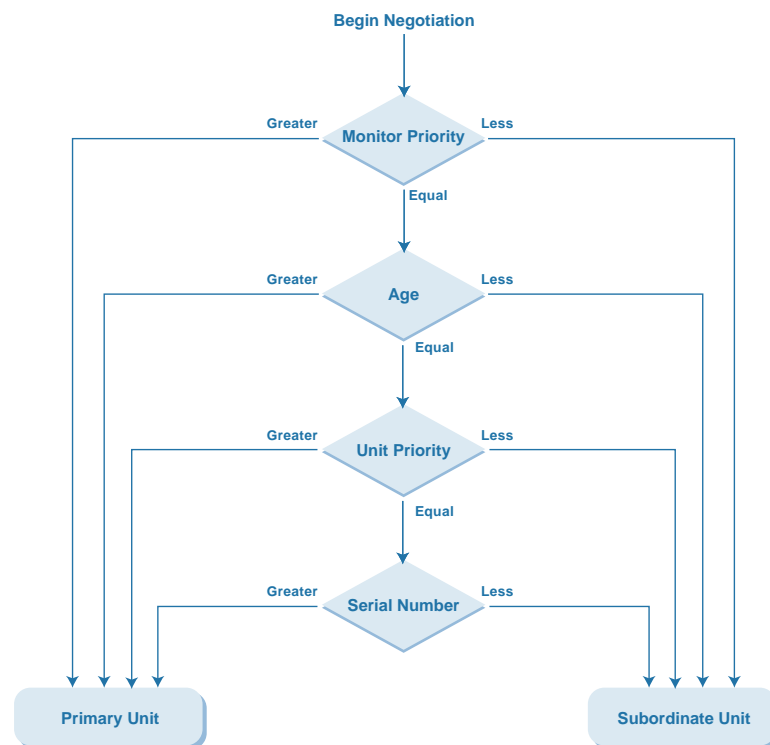 Begin Negotiation
Greater
Less
Monitor Priority
Equal
Greater
Less
Age
Equal
Greater
Less
Unit Priority
Equal
Greater
Less
Serial Number
Primary Unit
Subordinate Unit